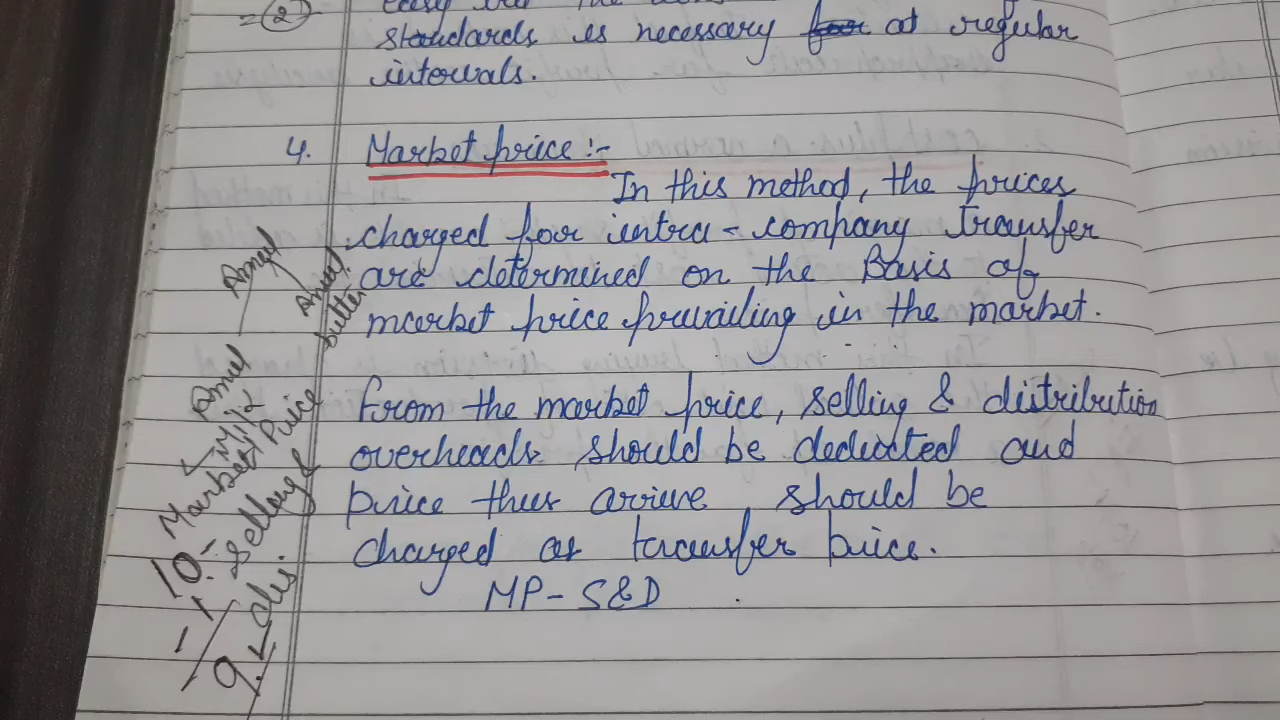 = (2)
standards is necessary for at regular
intervals.
4. Market price :-
In this method, the prices
charged for intra - company Transfer
are determined on the Basis of
market price prevailing in the market.
From the market price, selling & distribution
overheads should be deducted and
price thus arrive, should be
charged as transfer price.
MP - S&D
Amul
Amul
butter
Amul
Milk
Market Price
10 - selling &
- 1 dis.
9.